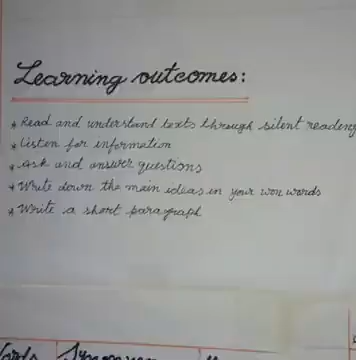 Learning outcomes:
* Read and understand texts through silent reading
* Listen for information
* Ask and answer questions
* Write down the main ideas in your won words
* Write a short paragraph